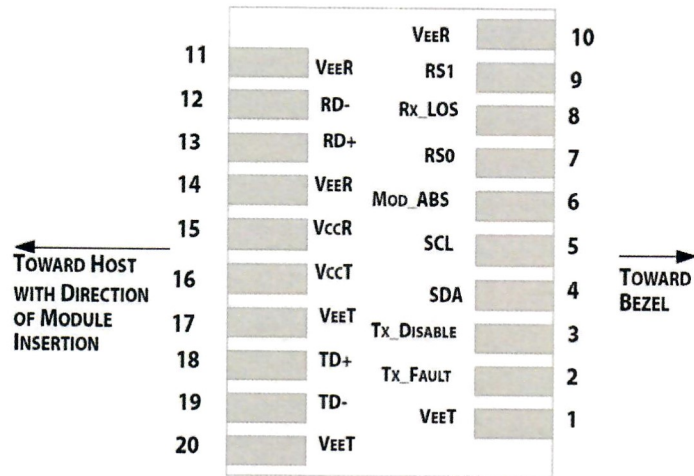 VEER 10
11 VEER
RS1 9
12 RD-
Rx_LOS 8
13 RD+
RS0 7
14 VEER
MOD_ABS 6
15 VccR
SCL 5
16 VccT
SDA 4
17 VEET
Tx_DISABLE 3
18 TD+
Tx_FAULT 2
19 TD-
VEET 1
20 VEET
TOWARD HOST
WITH DIRECTION
OF MODULE
INSERTION
TOWARD
BEZEL